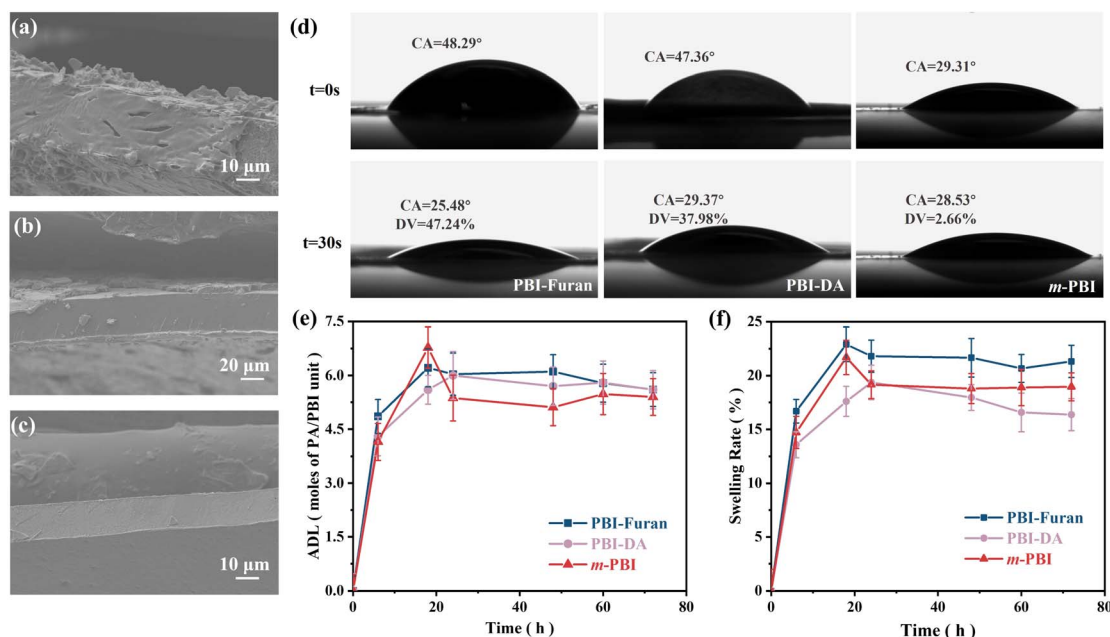 (a)
10 μm
(b)
20 μm
(c)
10 μm
(d)
t=0s
CA=48.29°
CA=47.36°
CA=29.31°
t=30s
CA=25.48°
DV=47.24%
PBI-Furan
CA=29.37°
DV=37.98%
PBI-DA
CA=28.53°
DV=2.66%
m-PBI
(e)
ADL ( moles of PA/PBI unit )
7.5
6.0
4.5
3.0
1.5
0.0
0
20
40
60
80
Time ( h )
PBI-Furan
PBI-DA
m-PBI
(f)
Swelling Rate ( % )
25
20
15
10
5
0
0
20
40
60
80
Time ( h )
PBI-Furan
PBI-DA
m-PBI